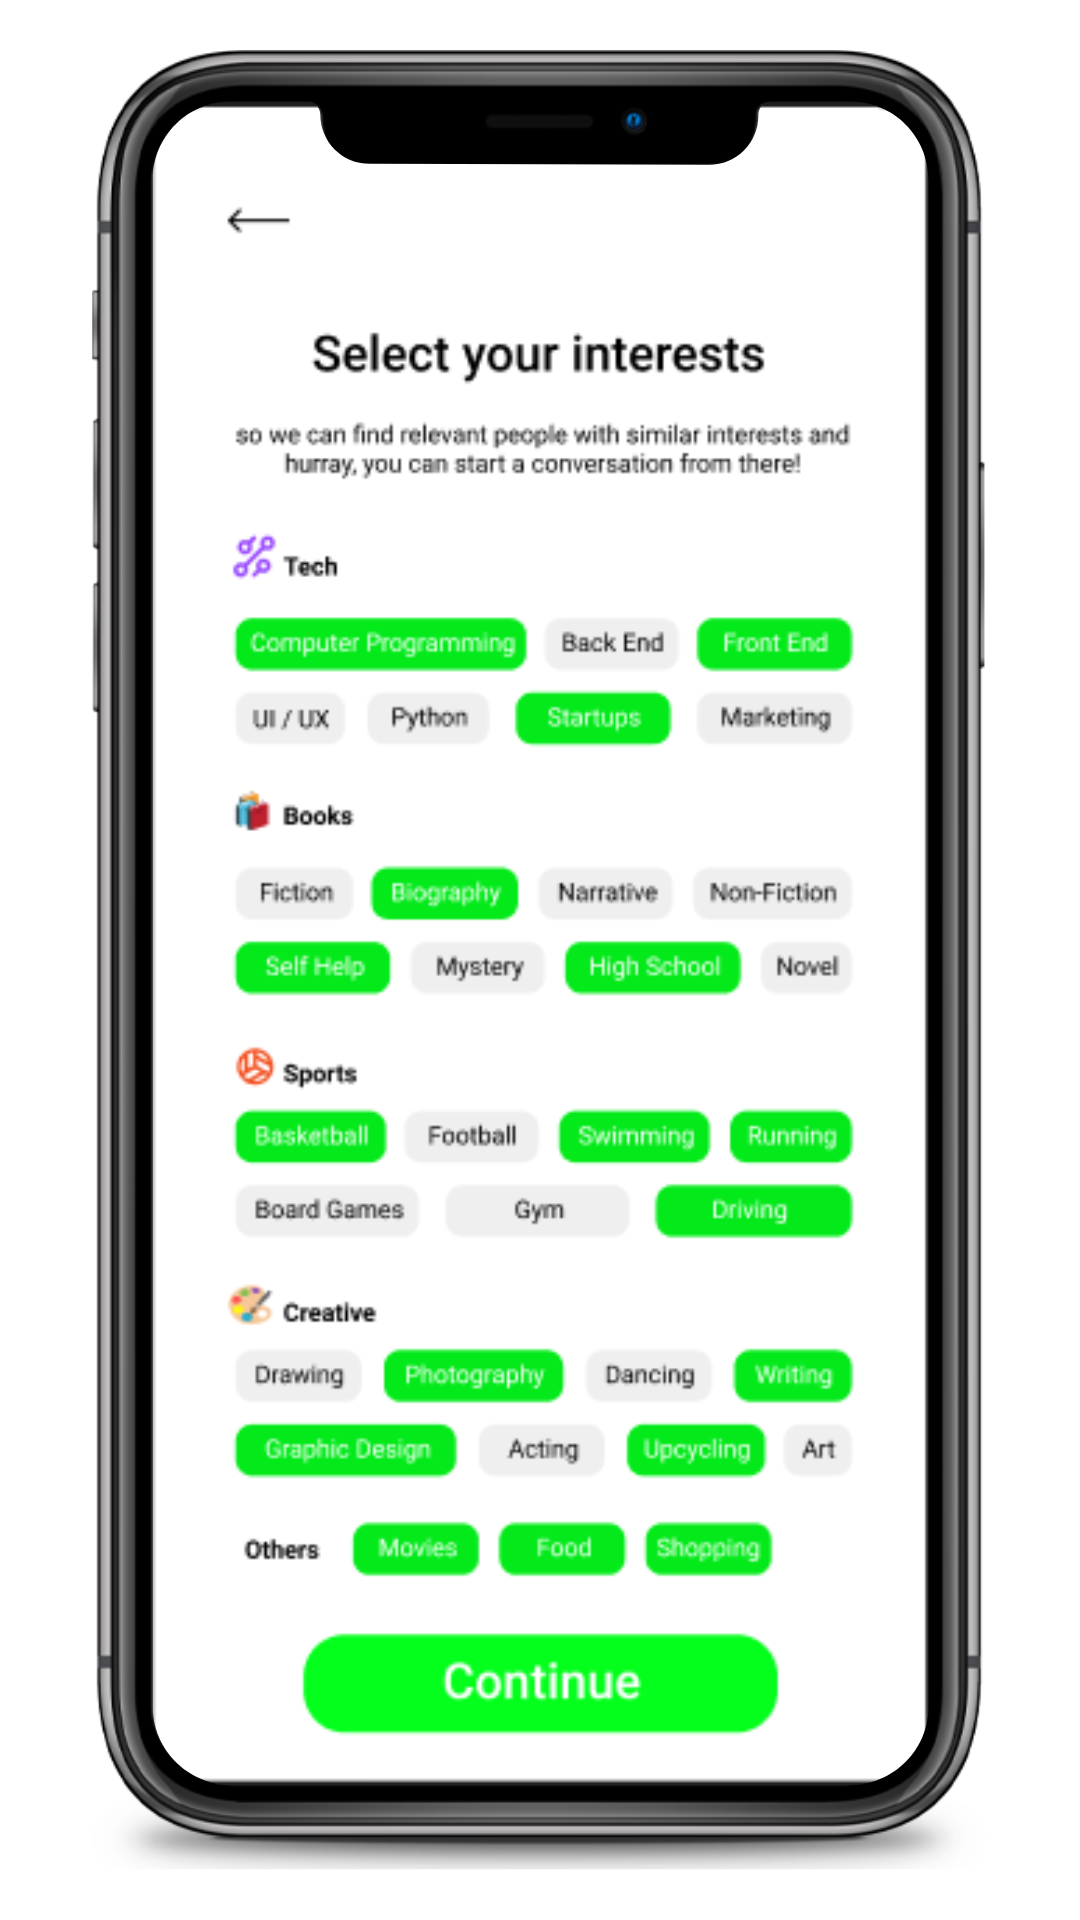 Select your interests
so we can find relevant people with similar interests and
hurray, you can start a conversation from there!
Tech
Computer Programming Back End Front End
UI / UX Python Startups Marketing
Books
Fiction Biography Narrative Non-Fiction
Self Help Mystery High School Novel
Sports
Basketball Football Swimming Running
Board Games Gym Driving
Creative
Drawing Photography Dancing Writing
Graphic Design Acting Upcycling Art
Others Movies Food Shopping
Continue